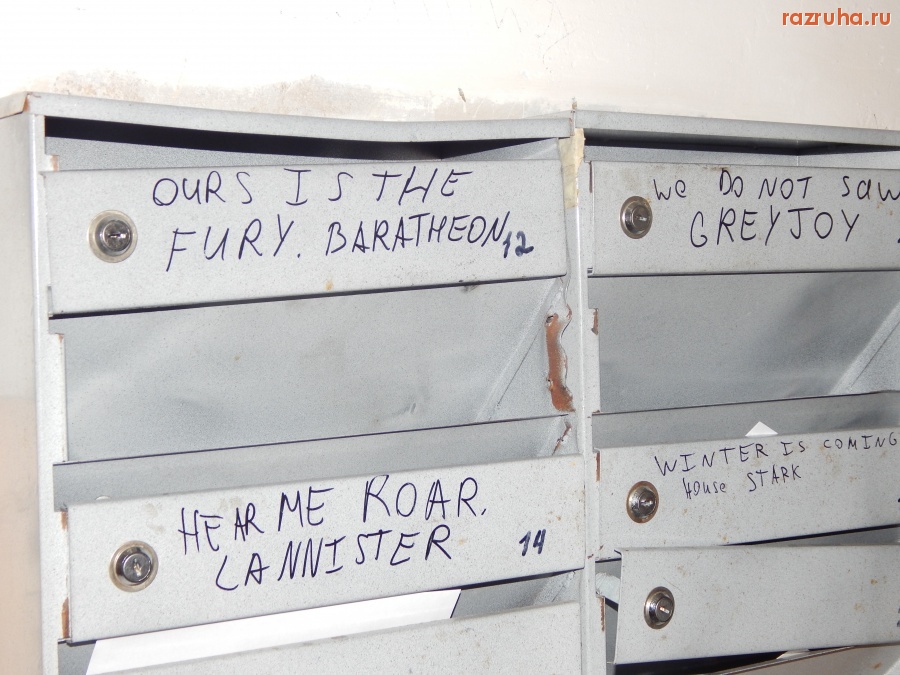 razruha.ru
OURS IS THE
FURY. BARATHEON
12
WE DO NOT SOW
GREYJOY
HEAR ME ROAR.
LANNISTER
14
WINTER IS COMING
HOUSE STARK